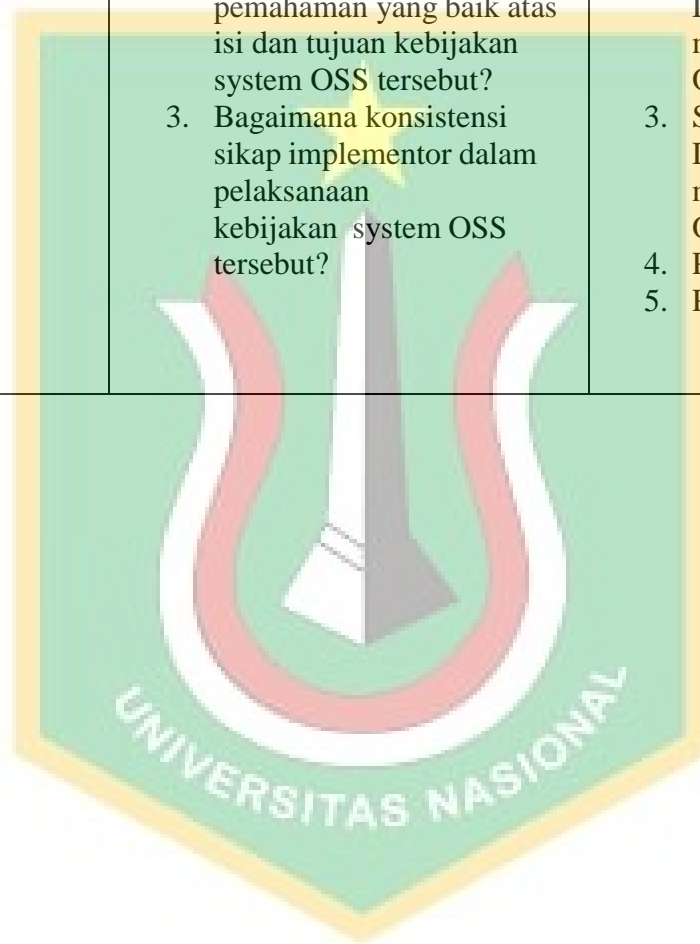 pemahaman yang baik atas
isi dan tujuan kebijakan
system OSS tersebut?
3. Bagaimana konsistensi
sikap implementor dalam
pelaksanaan
kebijakan system OSS
tersebut?
3.
4.
5.
UNIVERSITAS NASIONAL